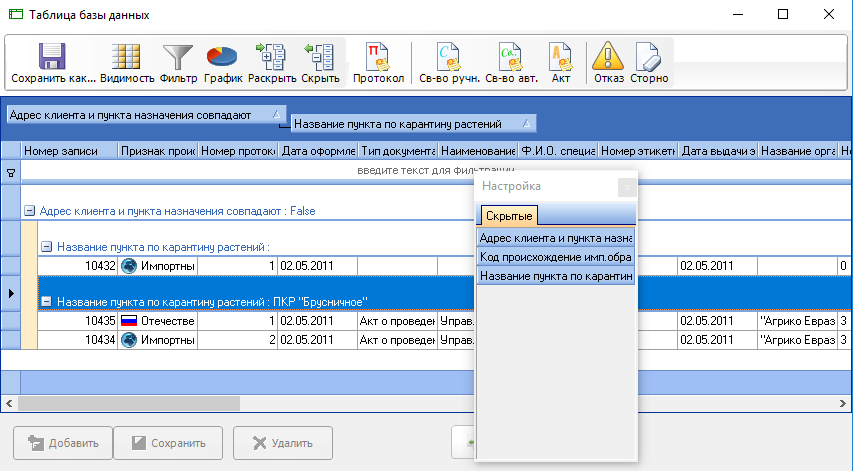 Таблица базы данных
Сохранить как... Видимость Фильтр График Раскрыть Скрыть Протокол Св-во ручн. Св-во авт. Акт Отказ Сторно
Адрес клиента и пункта назначения совпадают
Название пункта по карантину растений
Номер записи Признак прои Номер протоко Дата оформле Тип документа Наименование Ф.И.О. специа Номер этикетн Дата выдачи э Название орга Но
введите текст для фильтрации
Настройка
Скрытые
Адрес клиента и пункта назна
Код происхождение имп.обра
Название пункта по карантин
Адрес клиента и пункта назначения совпадают : False
Название пункта по карантину растений :
10432 Импортны 1 02.05.2011 02.05.2011 0
Название пункта по карантину растений : ПКР "Брусничное"
10435 Отечестве 1 02.05.2011 Акт о проведен Управ. 02.05.2011 "Агрико Евраз 3
10434 Импортны 2 02.05.2011 Акт о проведен Управ. 02.05.2011 "Агрико Евраз 3
Добавить Сохранить Удалить